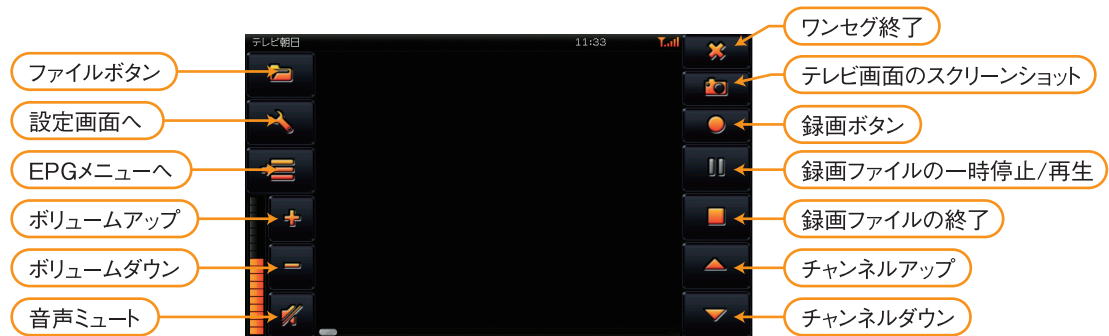 テレビ朝日 11:33
ファイルボタン
設定画面へ
EPGメニューへ
ボリュームアップ
ボリュームダウン
音声ミュート
ワンセグ終了
テレビ画面のスクリーンショット
録画ボタン
録画ファイルの一時停止/再生
録画ファイルの終了
チャンネルアップ
チャンネルダウン